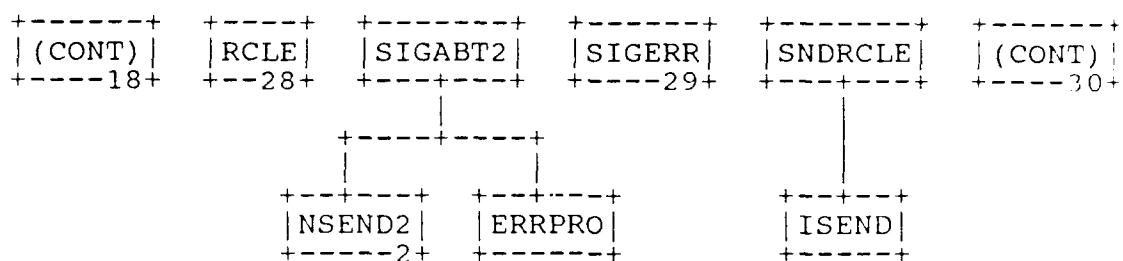 (CONT) RCLE SIGABT2 SIGERR SNDRCLE (CONT)
18 28 29 30
NSEND2 ERRPRO ISEND
2